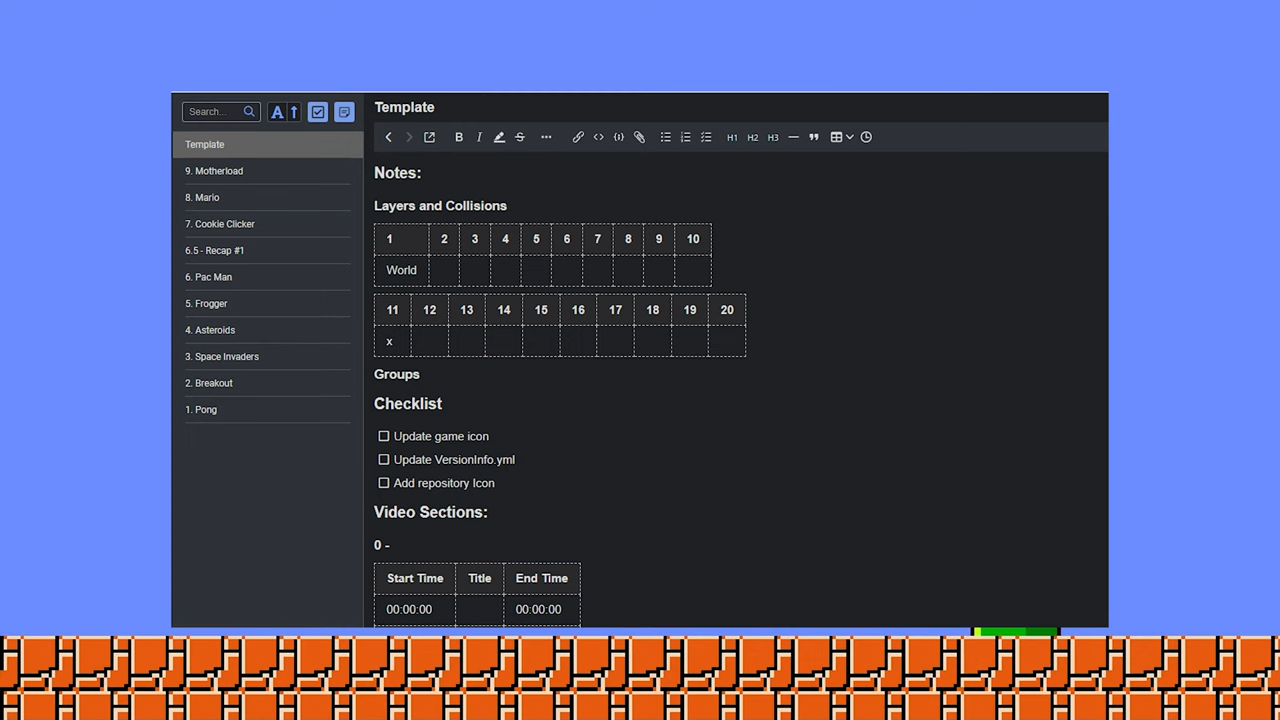 Search...
A
Template
9. Motherload
8. Mario
7. Cookie Clicker
6.5 - Recap #1
6. Pac Man
5. Frogger
4. Asteroids
3. Space Invaders
2. Breakout
1. Pong
Template
B I S ... H1 H2 H3
Notes:
Layers and Collisions
1 2 3 4 5 6 7 8 9 10
World
11 12 13 14 15 16 17 18 19 20
x
Groups
Checklist
Update game icon
Update VersionInfo.yml
Add repository Icon
Video Sections:
0 -
Start Time Title End Time
00:00:00 00:00:00